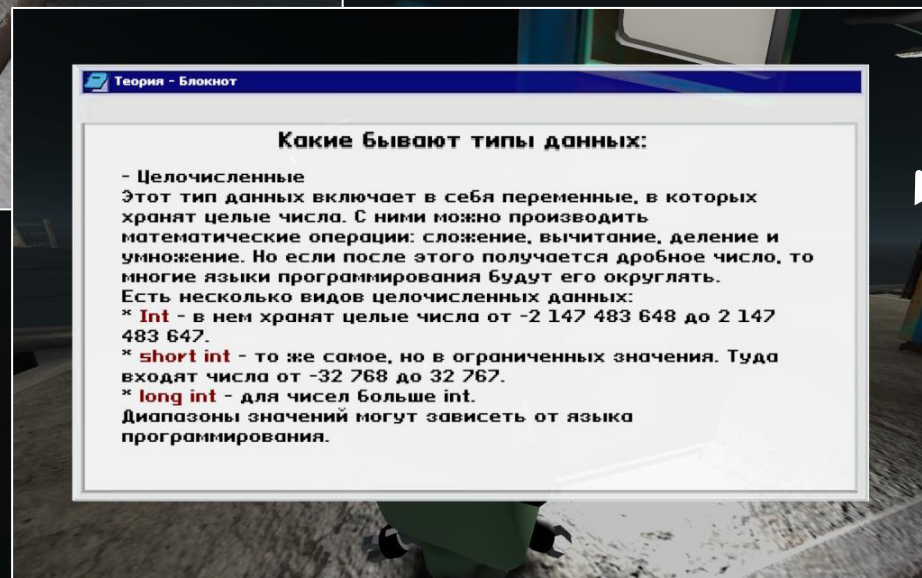 Теория - Блокнот
Какие бывают типы данных:
- Целочисленные
Этот тип данных включает в себя переменные, в которых
хранят целые числа. С ними можно производить
математические операции: сложение, вычитание, деление и
умножение. Но если после этого получается дробное число, то
многие языки программирования будут его округлять.
Есть несколько видов целочисленных данных:
* Int - в нем хранят целые числа от -2 147 483 648 до 2 147
483 647.
* short int - то же самое, но в ограниченных значения. Туда
входят числа от -32 768 до 32 767.
* long int - для чисел больше int.
Диапазоны значений могут зависеть от языка
программирования.